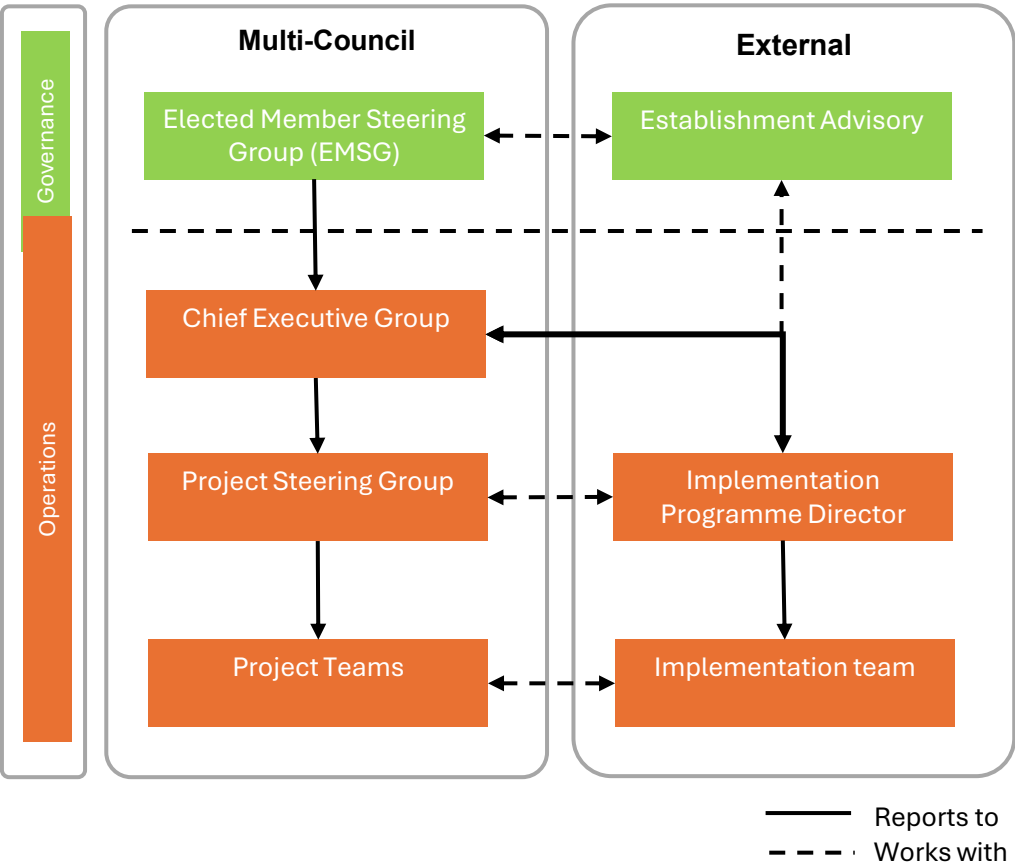 Governance
Operations
Multi-Council
Elected Member Steering
Group (EMSG)
Chief Executive Group
Project Steering Group
Project Teams
External
Establishment Advisory
Implementation
Programme Director
Implementation team
Reports to
Works with